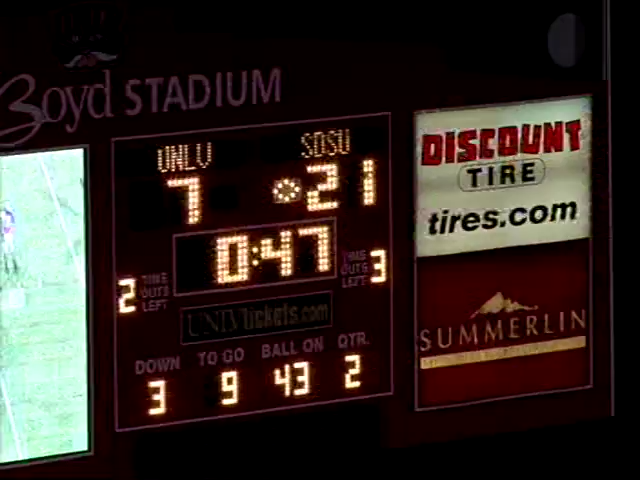 Boyd STADIUM
UNLV SDSU
7 21
0:47
2 TIME OUTS LEFT
TIME OUTS LEFT 3
UNLVtickets.com
DOWN TO GO BALL ON QTR.
3 9 43 2
DISCOUNT
TIRE
tires.com
SUMMERLIN